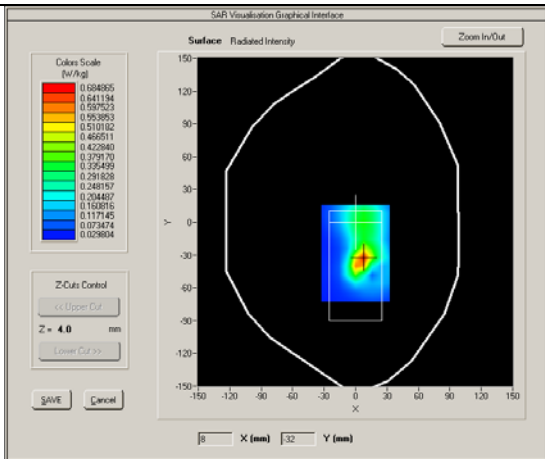 SAR Visualisation Graphical Interface
Surface Radiated Intensity
Zoom In/Out
Colors Scale
(W/kg)
0.684865
0.641194
0.597523
0.553853
0.510182
0.466511
0.422840
0.379170
0.335499
0.291828
0.248157
0.204487
0.160816
0.117145
0.073474
0.029804
Z-Cuts Control
<< Upper Cut
Z = 4.0 mm
Lower Cut >>
SAVE
Cancel
150
120
90
60
30
0
-30
-60
-90
-120
-150
Y
-150 -120 -90 -60 -30 0 30 60 90 120 150
X
8 X (mm) -32 Y (mm)